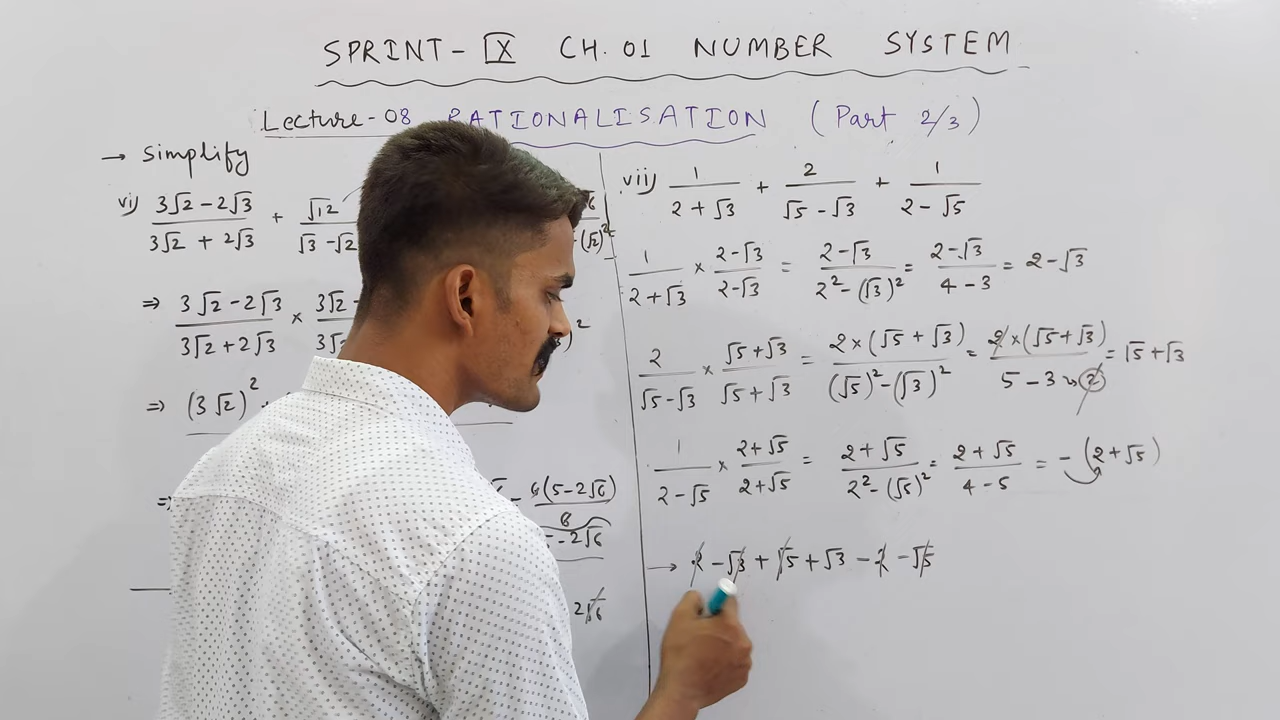 SPRINT - IX CH. 01 NUMBER SYSTEM
Lecture - 08 RATIONALISATION (Part 2/3)
→ Simplify
vi) (3√2 - 2√3)/(3√2 + 2√3) + √12/(√3 - √2)
⇒ (3√2 - 2√3)/(3√2 + 2√3) × 3√2 -
⇒ (3√2)²
6(5 - 2√6)
vii) 1/(2 + √3) + 2/(√5 - √3) + 1/(2 - √5)
1/(2 + √3) × (2 - √3)/(2 - √3) = (2 - √3)/(2² - (√3)²) = (2 - √3)/(4 - 3) = 2 - √3
2/(√5 - √3) × (√5 + √3)/(√5 + √3) = 2 × (√5 + √3)/((√5)² - (√3)²) = 2 × (√5 + √3)/(5 - 3 → 2) = √5 + √3
1/(2 - √5) × (2 + √5)/(2 + √5) = (2 + √5)/(2² - (√5)²) = (2 + √5)/(4 - 5) = - (2 + √5)
→ 2 - √3 + √5 + √3 - 2 - √5